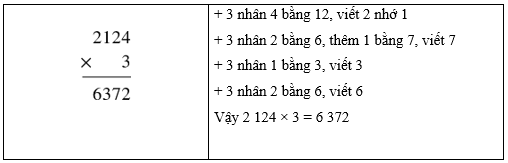 2124
× 3
6372
+ 3 nhân 4 bằng 12, viết 2 nhớ 1
+ 3 nhân 2 bằng 6, thêm 1 bằng 7, viết 7
+ 3 nhân 1 bằng 3, viết 3
+ 3 nhân 2 bằng 6, viết 6
Vậy 2 124 × 3 = 6 372